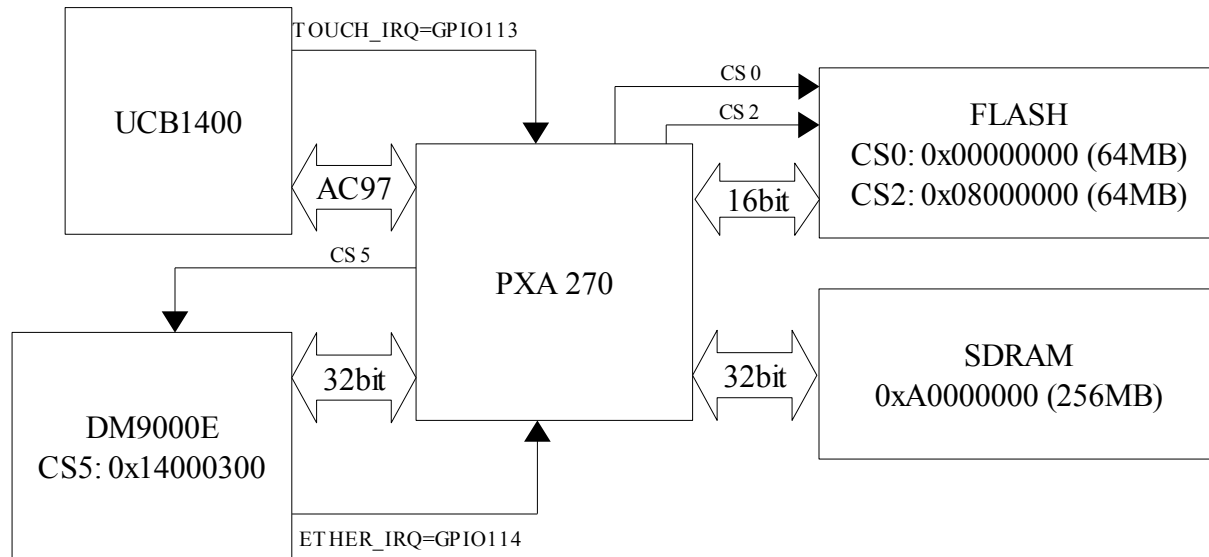 TOUCH_IRQ=GPIO113
UCB1400
AC97
CS 0
CS 2
FLASH
CS0: 0x00000000 (64MB)
CS2: 0x08000000 (64MB)
16bit
CS 5
PXA 270
DM9000E
CS5: 0x14000300
32bit
32bit
SDRAM
0xA0000000 (256MB)
ETHER_IRQ=GPIO114